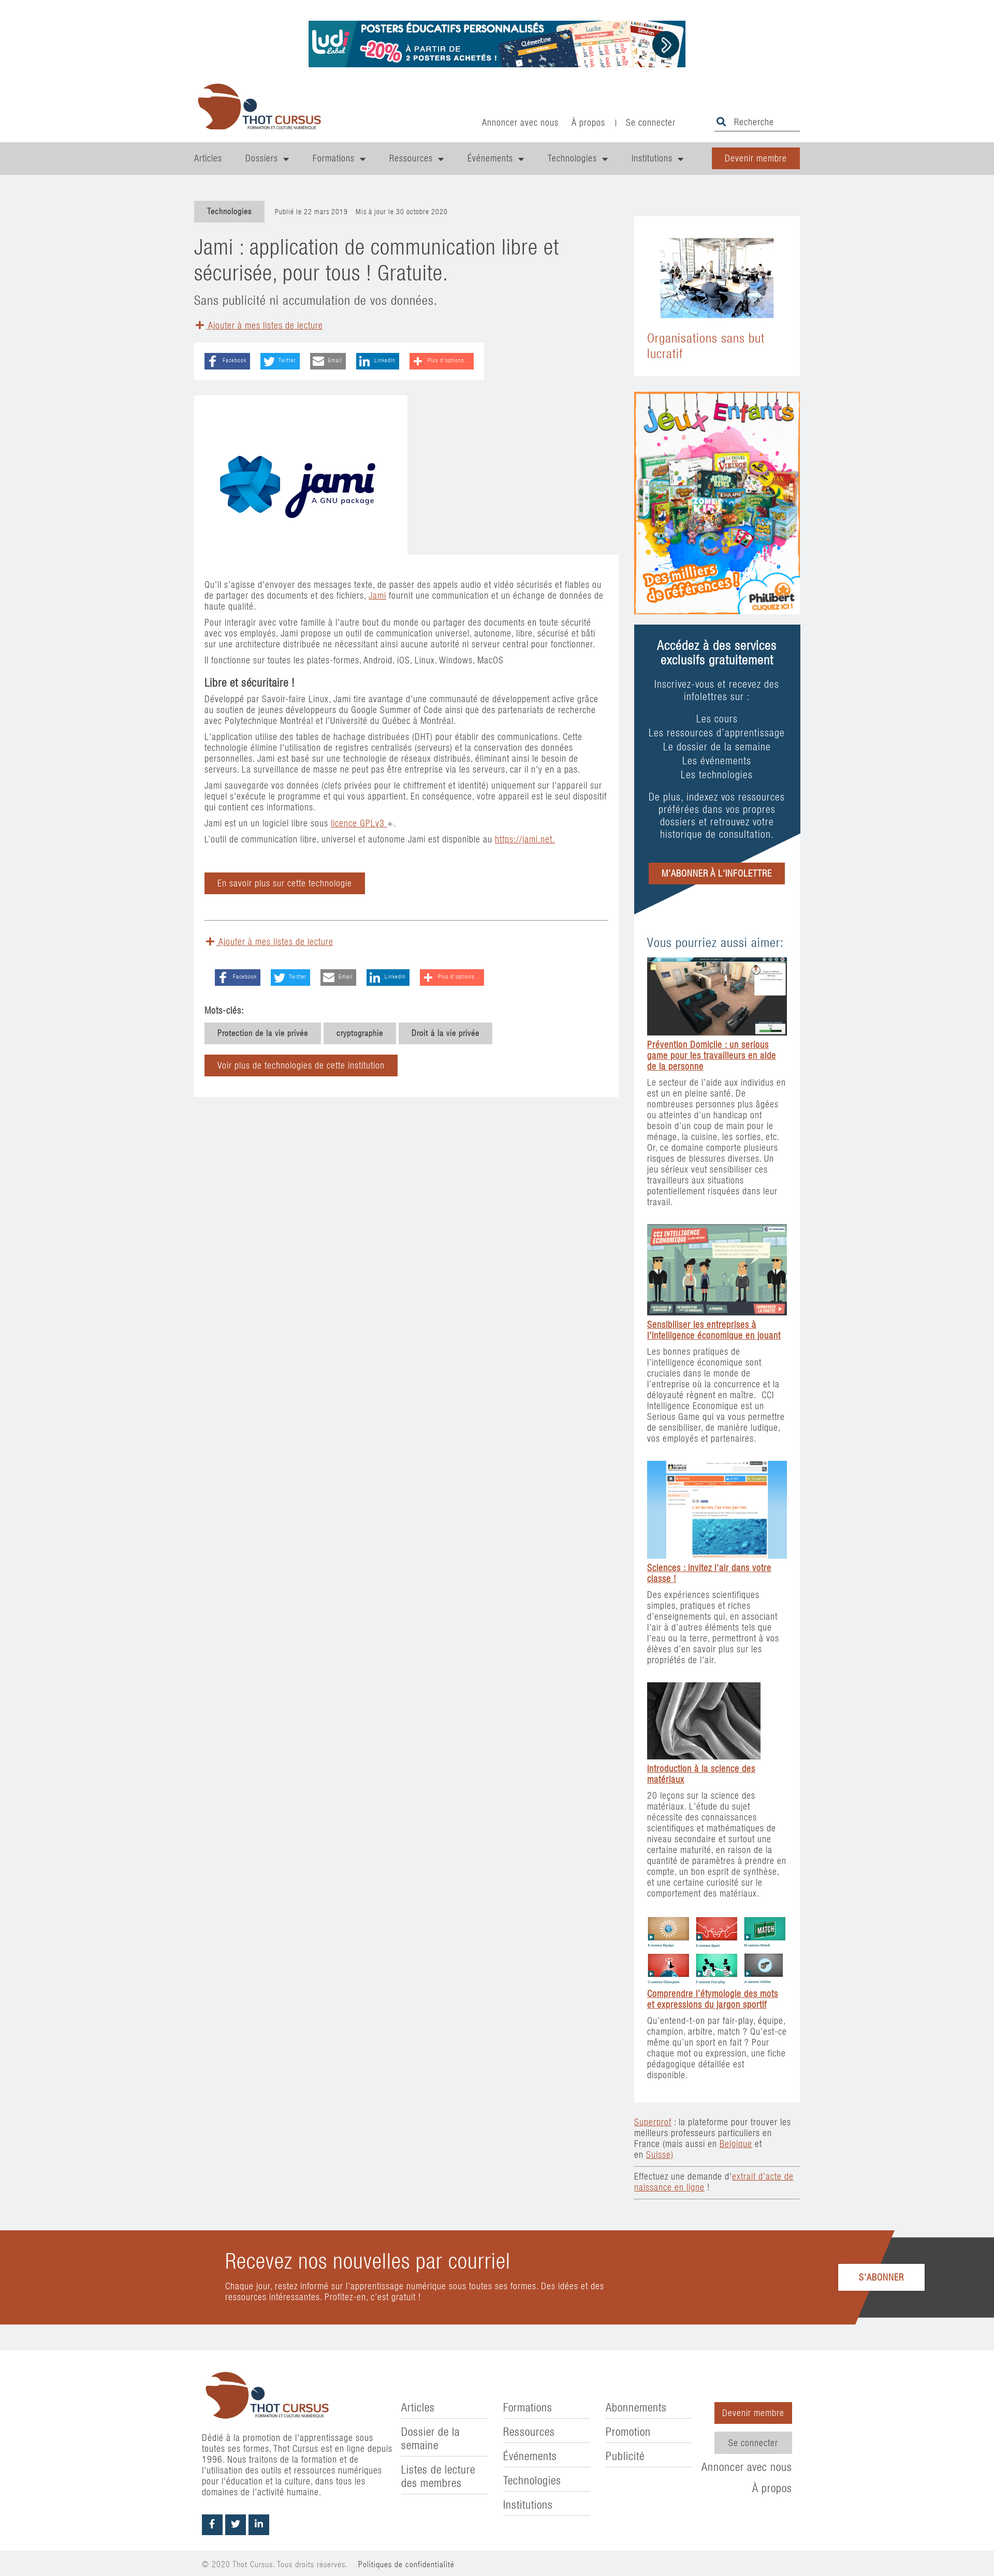 Ludi Label
POSTERS ÉDUCATIFS PERSONNALISÉS
-20% À PARTIR DE
2 POSTERS ACHETÉS !
THOT CURSUS
FORMATION ET CULTURE NUMÉRIQUE
Annoncer avec nous À propos | Se connecter Recherche
Articles Dossiers Formations Ressources Événements Technologies Institutions Devenir membre
Technologies Publié le 22 mars 2019 Mis à jour le 30 octobre 2020
Jami : application de communication libre et
sécurisée, pour tous ! Gratuite.
Sans publicité ni accumulation de vos données.
Ajouter à mes listes de lecture
Facebook Twitter Email LinkedIn Plus d'options...
jami
A GNU package
Qu'il s'agisse d'envoyer des messages texte, de passer des appels audio et vidéo sécurisés et fiables ou
de partager des documents et des fichiers, Jami fournit une communication et un échange de données de
haute qualité.
Pour interagir avec votre famille à l'autre bout du monde ou partager des documents en toute sécurité
avec vos employés, Jami propose un outil de communication universel, autonome, libre, sécurisé et bâti
sur une architecture distribuée ne nécessitant ainsi aucune autorité ni serveur central pour fonctionner.
Il fonctionne sur toutes les plates-formes, Android, iOS, Linux, Windows, MacOS
Libre et sécuritaire !
Développé par Savoir-faire Linux, Jami tire avantage d'une communauté de développement active grâce
au soutien de jeunes développeurs du Google Summer of Code ainsi que des partenariats de recherche
avec Polytechnique Montréal et l'Université du Québec à Montréal.
L'application utilise des tables de hachage distribuées (DHT) pour établir des communications. Cette
technologie élimine l'utilisation de registres centralisés (serveurs) et la conservation des données
personnelles. Jami est basé sur une technologie de réseaux distribués, éliminant ainsi le besoin de
serveurs. La surveillance de masse ne peut pas être entreprise via les serveurs, car il n'y en a pas.
Jami sauvegarde vos données (clefs privées pour le chiffrement et identité) uniquement sur l'appareil sur
lequel s'exécute le programme et qui vous appartient. En conséquence, votre appareil est le seul dispositif
qui contient ces informations.
Jami est un un logiciel libre sous licence GPLv3 +.
L'outil de communication libre, universel et autonome Jami est disponible au https://jami.net.
En savoir plus sur cette technologie
Ajouter à mes listes de lecture
Facebook Twitter Email LinkedIn Plus d'options...
Mots-clés:
Protection de la vie privée cryptographie Droit à la vie privée
Voir plus de technologies de cette institution
Organisations sans but
lucratif
Jeux Enfants
Des milliers
de références !
Philibert
CLIQUEZ ICI !
Accédez à des services
exclusifs gratuitement
Inscrivez-vous et recevez des
infolettres sur :
Les cours
Les ressources d'apprentissage
Le dossier de la semaine
Les événements
Les technologies
De plus, indexez vos ressources
préférées dans vos propres
dossiers et retrouvez votre
historique de consultation.
M'ABONNER À L'INFOLETTRE
Vous pourriez aussi aimer:
Prévention Domicile : un serious
game pour les travailleurs en aide
de la personne
Le secteur de l'aide aux individus en
est un en pleine santé. De
nombreuses personnes plus âgées
ou atteintes d'un handicap ont
besoin d'un coup de main pour le
ménage, la cuisine, les sorties, etc.
Or, ce domaine comporte plusieurs
risques de blessures diverses. Un
jeu sérieux veut sensibiliser ces
travailleurs aux situations
potentiellement risquées dans leur
travail.
CCI INTELLIGENCE
ECONOMIQUE
Sensibiliser les entreprises à
l'intelligence économique en jouant
Les bonnes pratiques de
l'intelligence économique sont
cruciales dans le monde de
l'entreprise où la concurrence et la
déloyauté règnent en maître. CCI
Intelligence Economique est un
Serious Game qui va vous permettre
de sensibiliser, de manière ludique,
vos employés et partenaires.
Sciences : invitez l'air dans votre
classe !
Des expériences scientifiques
simples, pratiques et riches
d'enseignements qui, en associant
l'air à d'autres éléments tels que
l'eau ou la terre, permettront à vos
élèves d'en savoir plus sur les
propriétés de l'air.
Introduction à la science des
matériaux
20 leçons sur la science des
matériaux. L'étude du sujet
nécessite des connaissances
scientifiques et mathématiques de
niveau secondaire et surtout une
certaine maturité, en raison de la
quantité de paramètres à prendre en
compte, un bon esprit de synthèse,
et une certaine curiosité sur le
comportement des matériaux.
MATCH
Comprendre l'étymologie des mots
et expressions du jargon sportif
Qu'entend-t-on par fair-play, équipe,
champion, arbitre, match ? Qu'est-ce
même qu'un sport en fait ? Pour
chaque mot ou expression, une fiche
pédagogique détaillée est
disponible.
Superprof : la plateforme pour trouver les
meilleurs professeurs particuliers en
France (mais aussi en Belgique et
en Suisse)
Effectuez une demande d'extrait d'acte de
naissance en ligne !
Recevez nos nouvelles par courriel
Chaque jour, restez informé sur l'apprentissage numérique sous toutes ses formes. Des idées et des
ressources intéressantes. Profitez-en, c'est gratuit !
S'ABONNER
THOT CURSUS
FORMATION ET CULTURE NUMÉRIQUE
Dédié à la promotion de l'apprentissage sous
toutes ses formes, Thot Cursus est en ligne depuis
1996. Nous traitons de la formation et de
l'utilisation des outils et ressources numériques
pour l'éducation et la culture, dans tous les
domaines de l'activité humaine.
Articles
Dossier de la
semaine
Listes de lecture
des membres
Formations
Ressources
Événements
Technologies
Institutions
Abonnements
Promotion
Publicité
Devenir membre
Se connecter
Annoncer avec nous
À propos
© 2020 Thot Cursus. Tous droits réservés. Politiques de confidentialité